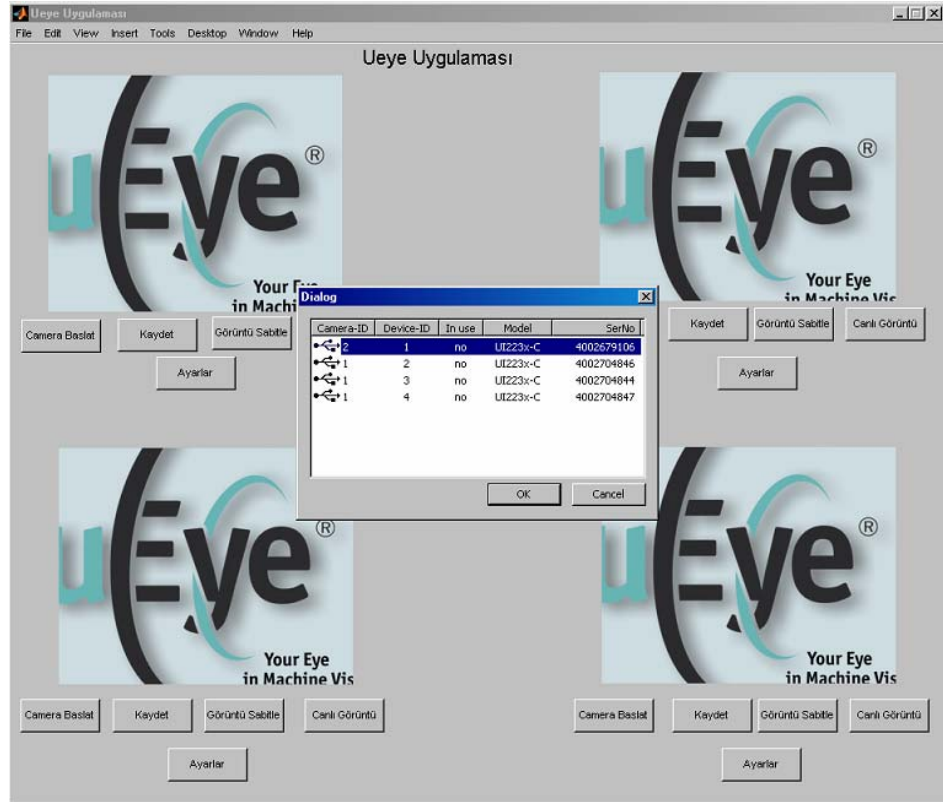 Ueye Uygulaması
File Edit View Insert Tools Desktop Window Help
Ueye Uygulaması
uEye®
Your Eye
in Machi
uEye®
Your Eye
in Machine Vis
Camera Baslat Kaydet Görüntü Sabitle
Ayarlar
Kaydet Görüntü Sabitle Canlı Görüntü
Ayarlar
Dialog
Camera-ID Device-ID In use Model SerNo
2 1 no UI223x-C 4002679106
1 2 no UI223x-C 4002704846
1 3 no UI223x-C 4002704844
1 4 no UI223x-C 4002704847
OK Cancel
uEye®
Your Eye
in Machine Vis
uEye®
Your Eye
in Machine Vis
Camera Baslat Kaydet Görüntü Sabitle Canlı Görüntü
Ayarlar
Camera Baslat Kaydet Görüntü Sabitle Canlı Görüntü
Ayarlar